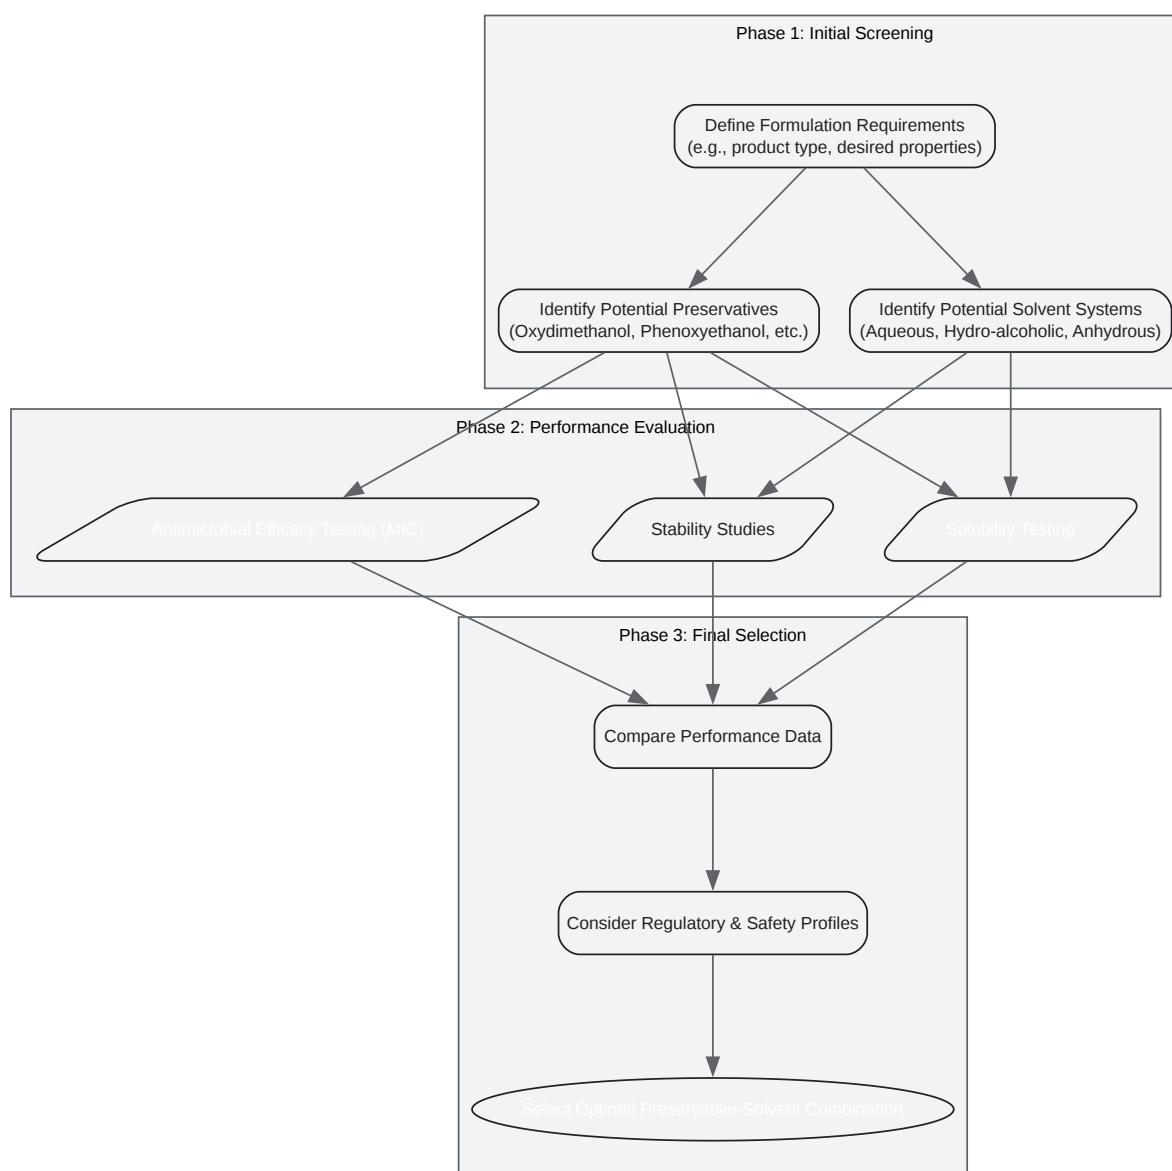 Phase 1: Initial Screening
Define Formulation Requirements
(e.g., product type, desired properties)
Identify Potential Preservatives
(Oxydimethanol, Phenoxyethanol, etc.)
Identify Potential Solvent Systems
(Aqueous, Hydro-alcoholic, Anhydrous)
Phase 2: Performance Evaluation
Antimicrobial Efficacy Testing (MIC)
Stability Studies
Solubility Testing
Phase 3: Final Selection
Compare Performance Data
Consider Regulatory & Safety Profiles
Select Optimal Preservative-Solvent Combination